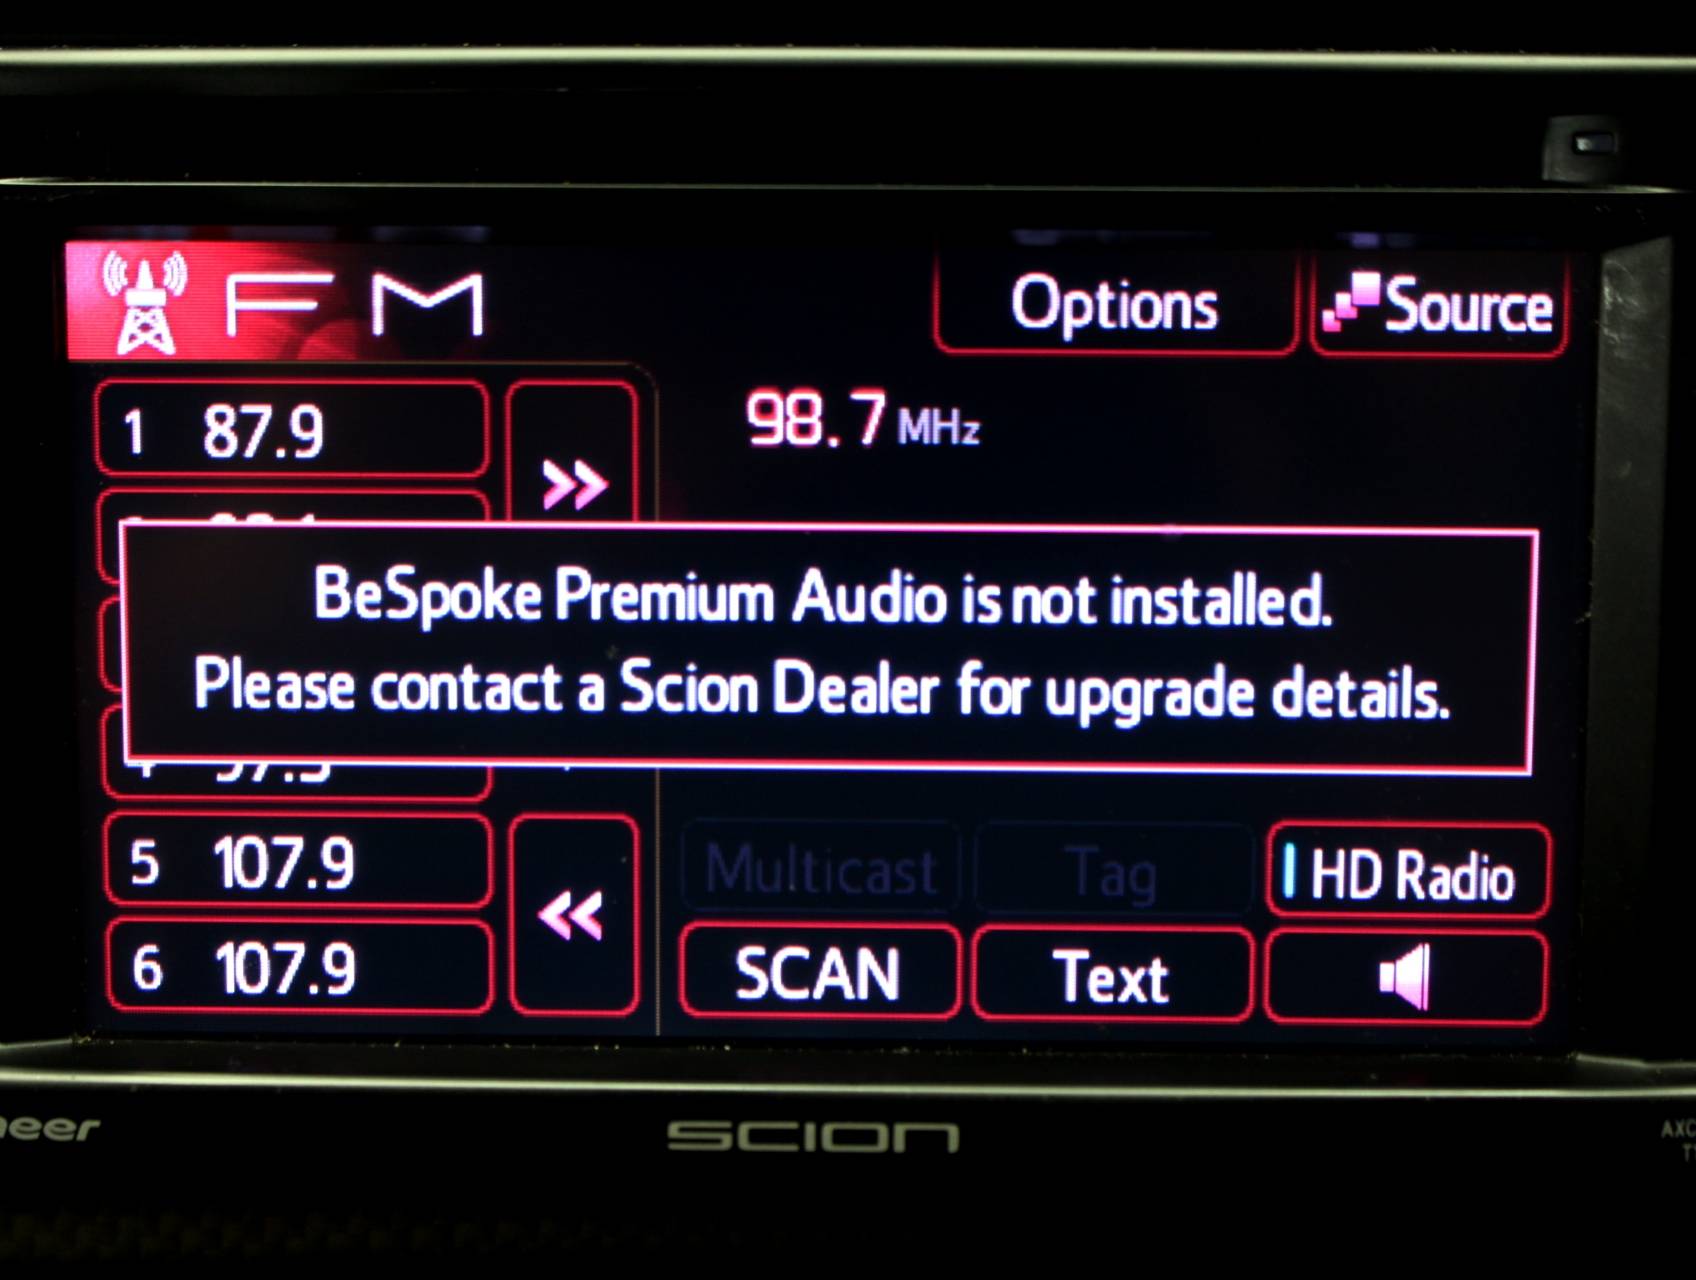 FM
Options
Source
1 87.9
98.7 MHz
BeSpoke Premium Audio is not installed.
Please contact a Scion Dealer for upgrade details.
5 107.9
Multicast
Tag
HD Radio
6 107.9
SCAN
Text
SCION